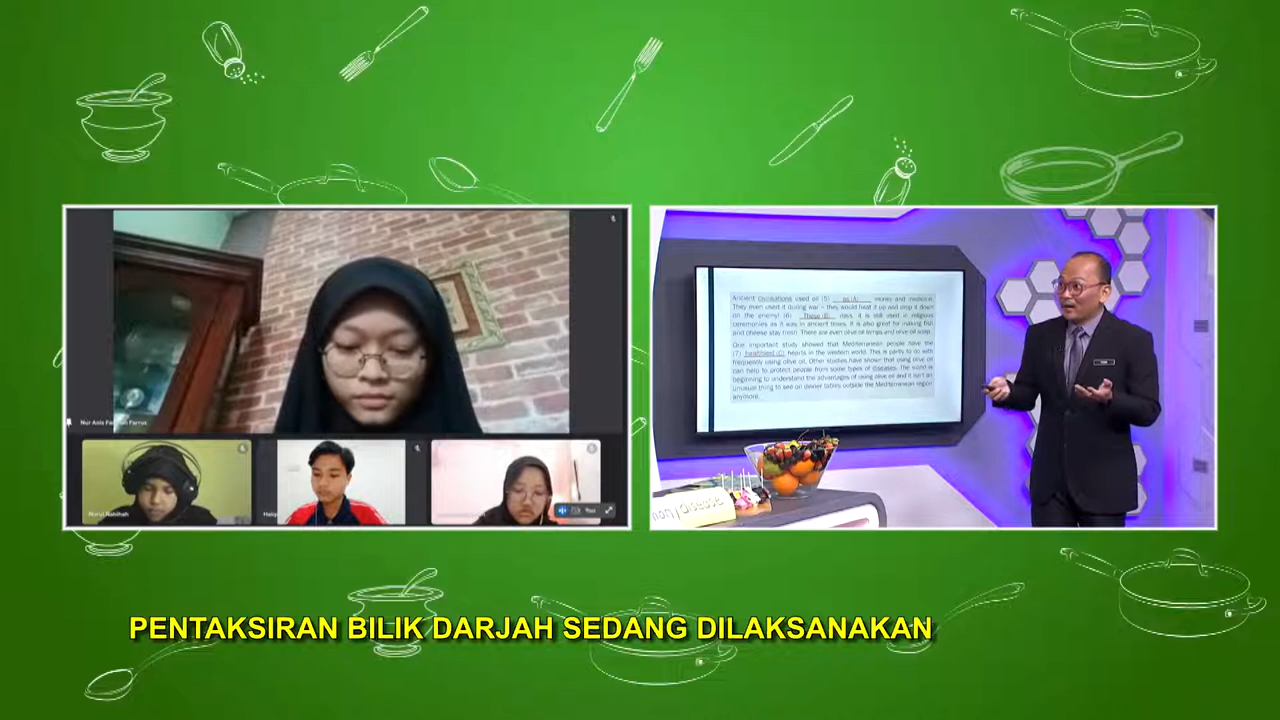 Nur Anis Fa
Nurul Nabihah
Ancient civilisations used oil (5) as (A) money and medicine.
They even used it during war – they would heat it up and drop it down
on the enemy! (6) These (B) days, it is still used in religious
ceremonies as it was in ancient times. It is also great for making fish
and cheese stay fresh. There are even olive oil lamps and olive oil soap.
One important study showed that Mediterranean people have the
(7) healthiest (C) hearts in the western world. This is partly to do with
frequently using olive oil. Other studies have shown that using olive oil
can help to protect people from some types of diseases. The world is
beginning to understand the advantages of using olive oil and it isn't an
unusual thing to see on dinner tables outside the Mediterranean region
anymore.
You
PENTAKSIRAN BILIK DARJAH SEDANG DILAKSANAKAN